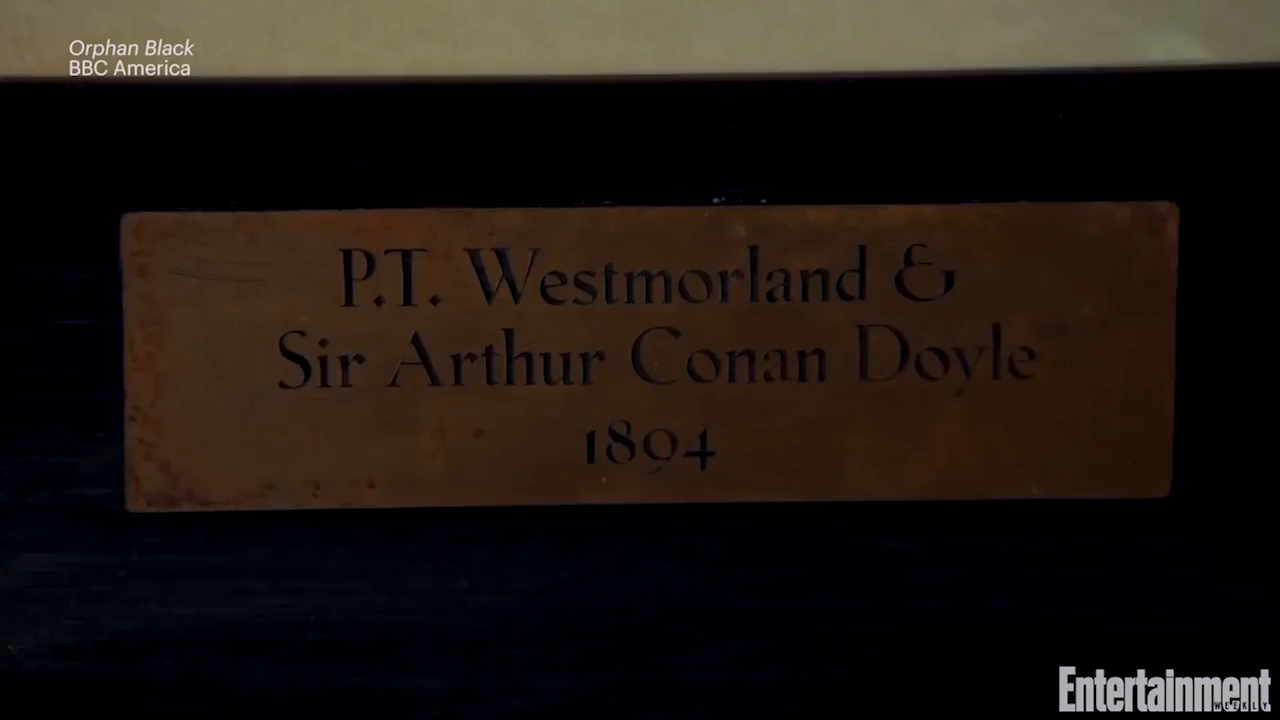 Orphan Black
BBC America
P.T. Westmorland &
Sir Arthur Conan Doyle
1894
Entertainment
WEEKLY